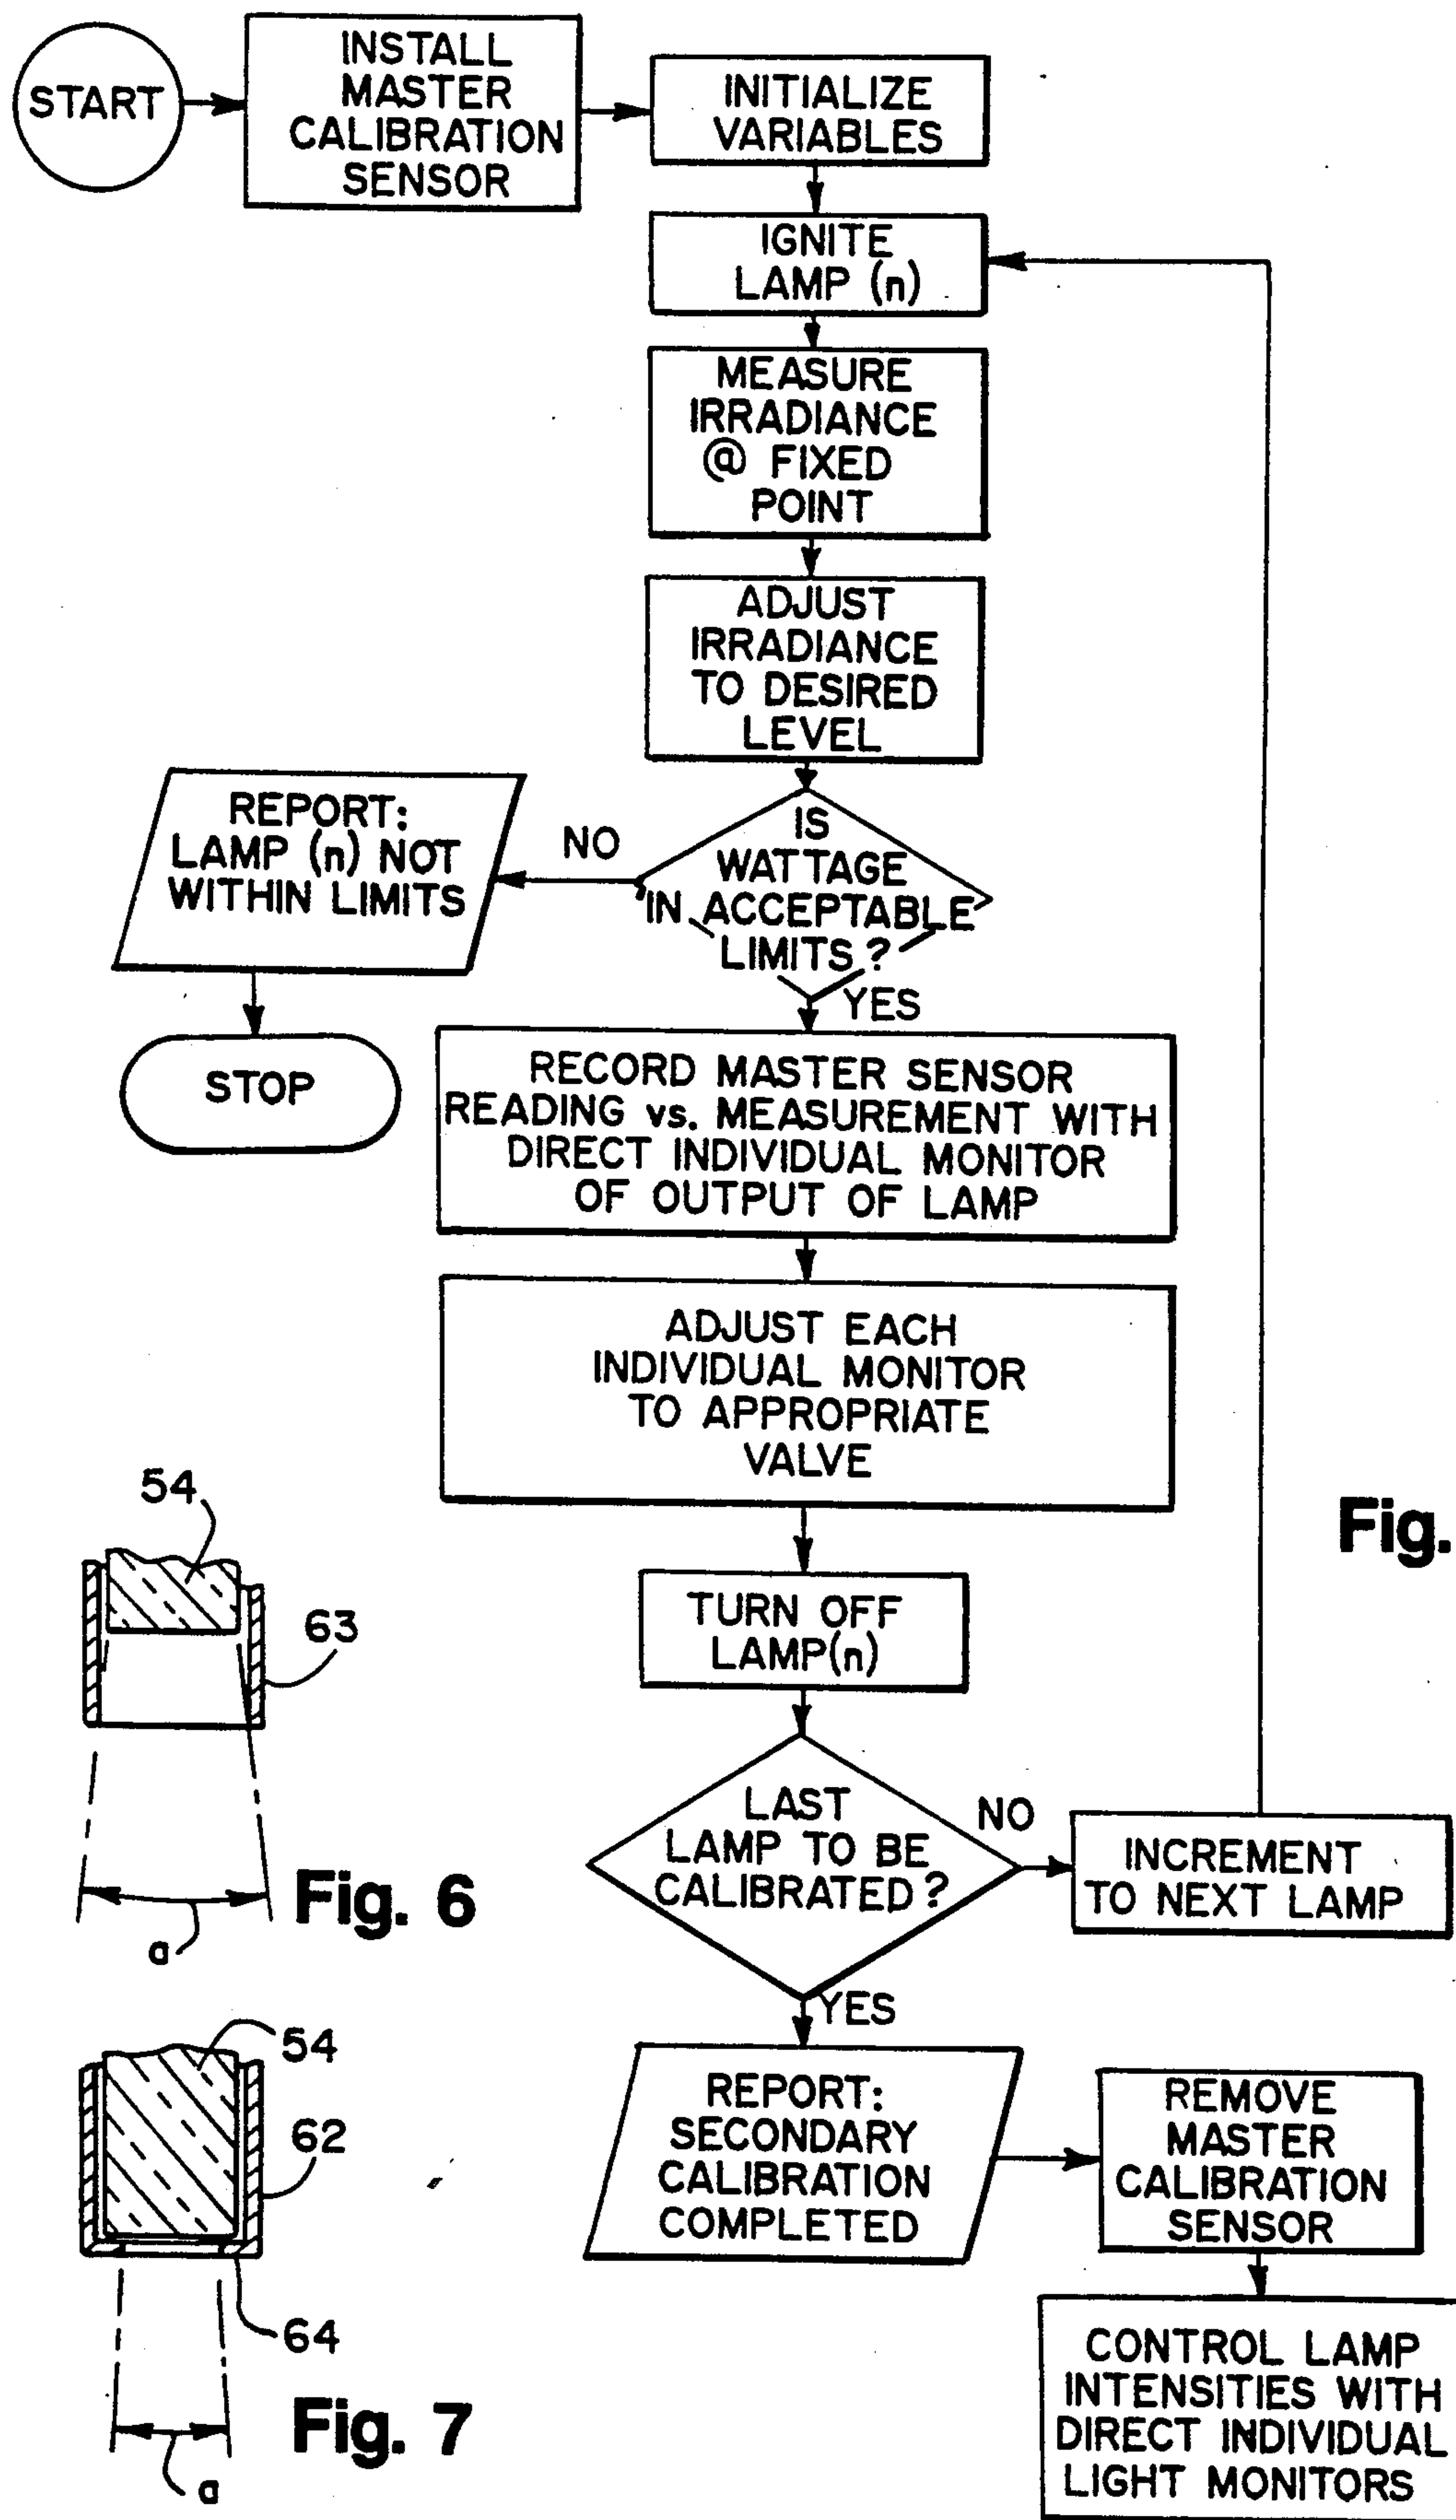 START
INSTALL
MASTER
CALIBRATION
SENSOR
INITIALIZE
VARIABLES
IGNITE
LAMP (n)
MEASURE
IRRADIANCE
@ FIXED
POINT
ADJUST
IRRADIANCE
TO DESIRED
LEVEL
IS
WATTAGE
IN ACCEPTABLE
LIMITS?
NO
REPORT:
LAMP (n) NOT
WITHIN LIMITS
STOP
YES
RECORD MASTER SENSOR
READING vs. MEASUREMENT WITH
DIRECT INDIVIDUAL MONITOR
OF OUTPUT OF LAMP
ADJUST EACH
INDIVIDUAL MONITOR
TO APPROPRIATE
VALVE
TURN OFF
LAMP(n)
LAST
LAMP TO BE
CALIBRATED?
NO
INCREMENT
TO NEXT LAMP
YES
REPORT:
SECONDARY
CALIBRATION
COMPLETED
REMOVE
MASTER
CALIBRATION
SENSOR
CONTROL LAMP
INTENSITIES WITH
DIRECT INDIVIDUAL
LIGHT MONITORS
Fig.
54
63
a
Fig. 6
54
62
64
a
Fig. 7